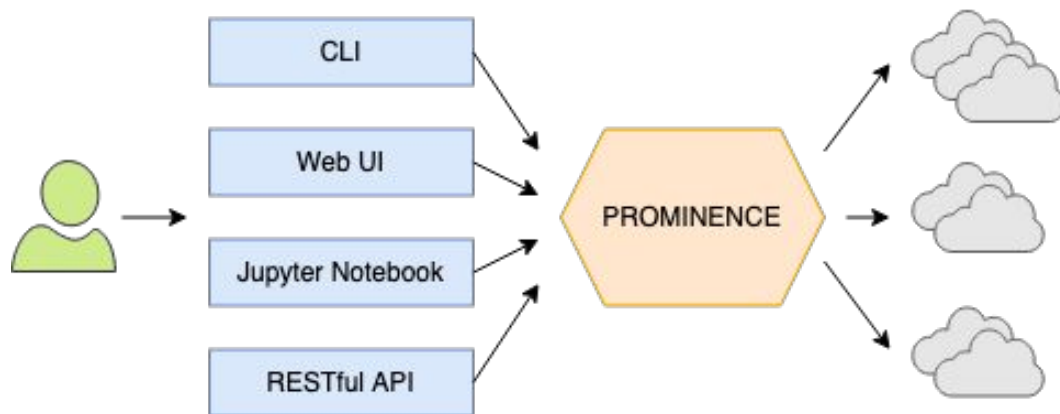 CLI
Web UI
Jupyter Notebook
RESTful API
PROMINENCE